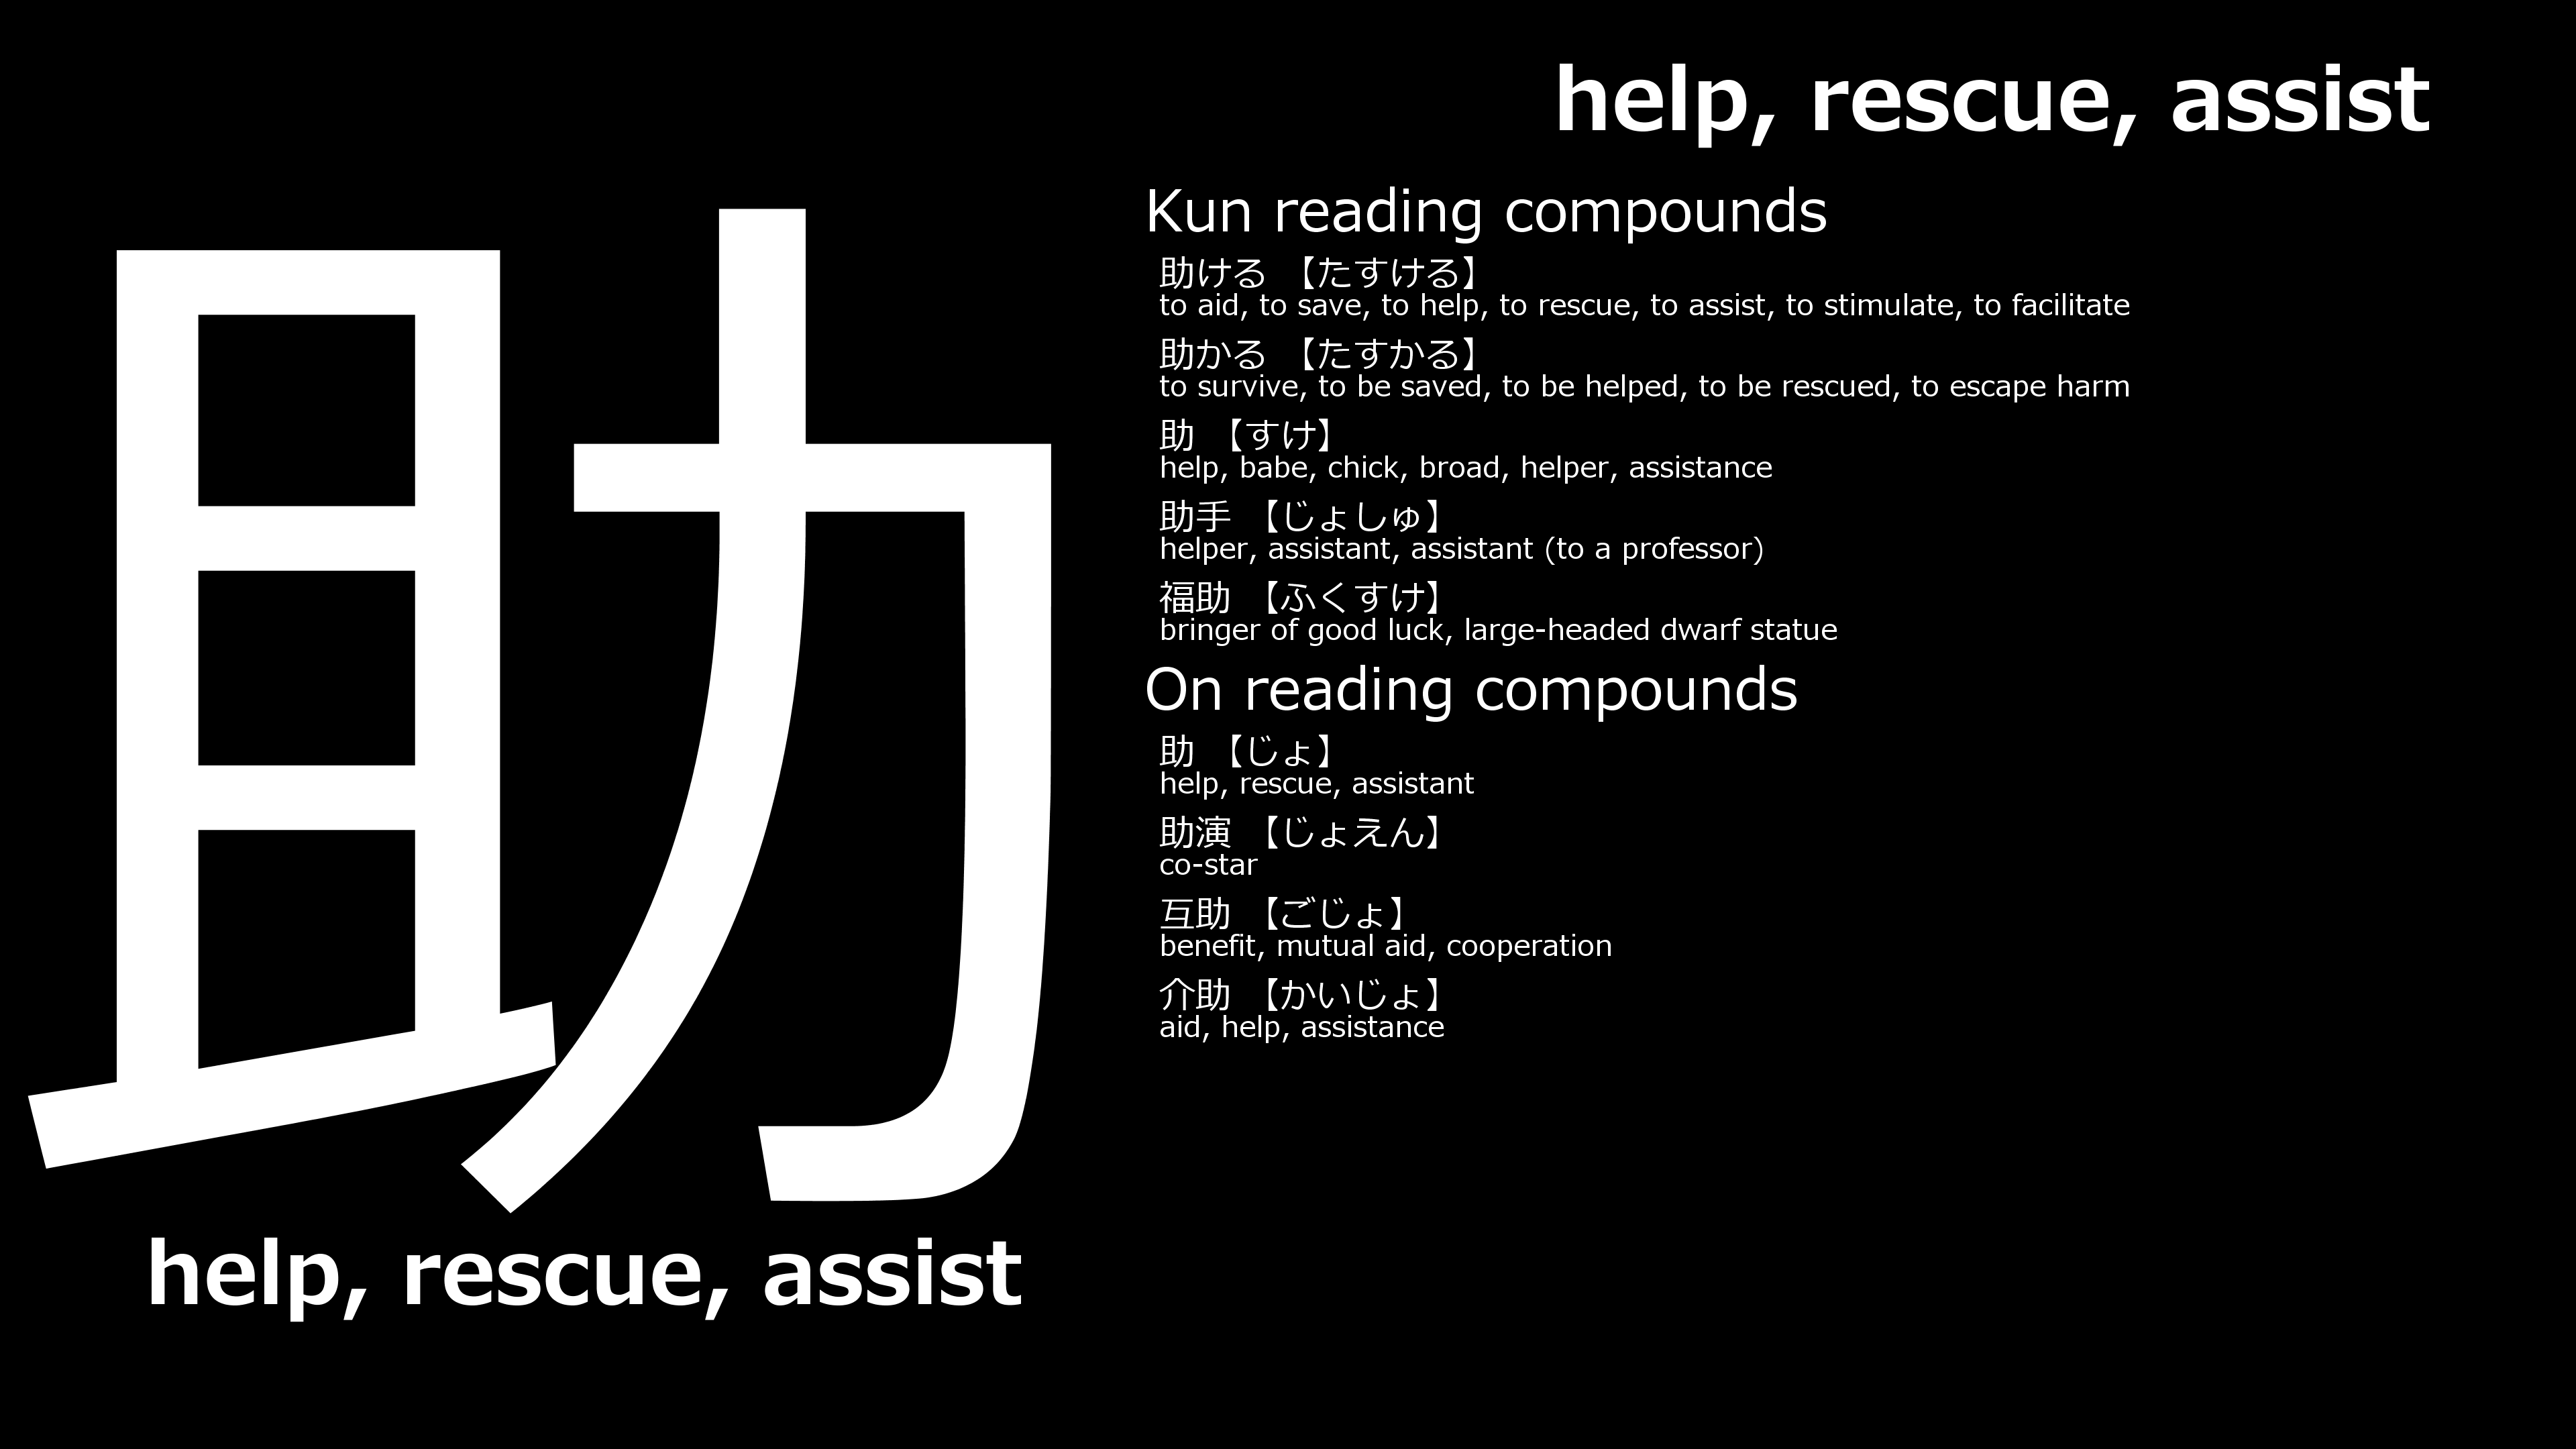 help, rescue, assist
助
help, rescue, assist
Kun reading compounds
助ける 【たすける】
to aid, to save, to help, to rescue, to assist, to stimulate, to facilitate
助かる 【たすかる】
to survive, to be saved, to be helped, to be rescued, to escape harm
助 【すけ】
help, babe, chick, broad, helper, assistance
助手 【じょしゅ】
helper, assistant, assistant (to a professor)
福助 【ふくすけ】
bringer of good luck, large-headed dwarf statue
On reading compounds
助 【じょ】
help, rescue, assistant
助演 【じょえん】
co-star
互助 【ごじょ】
benefit, mutual aid, cooperation
介助 【かいじょ】
aid, help, assistance